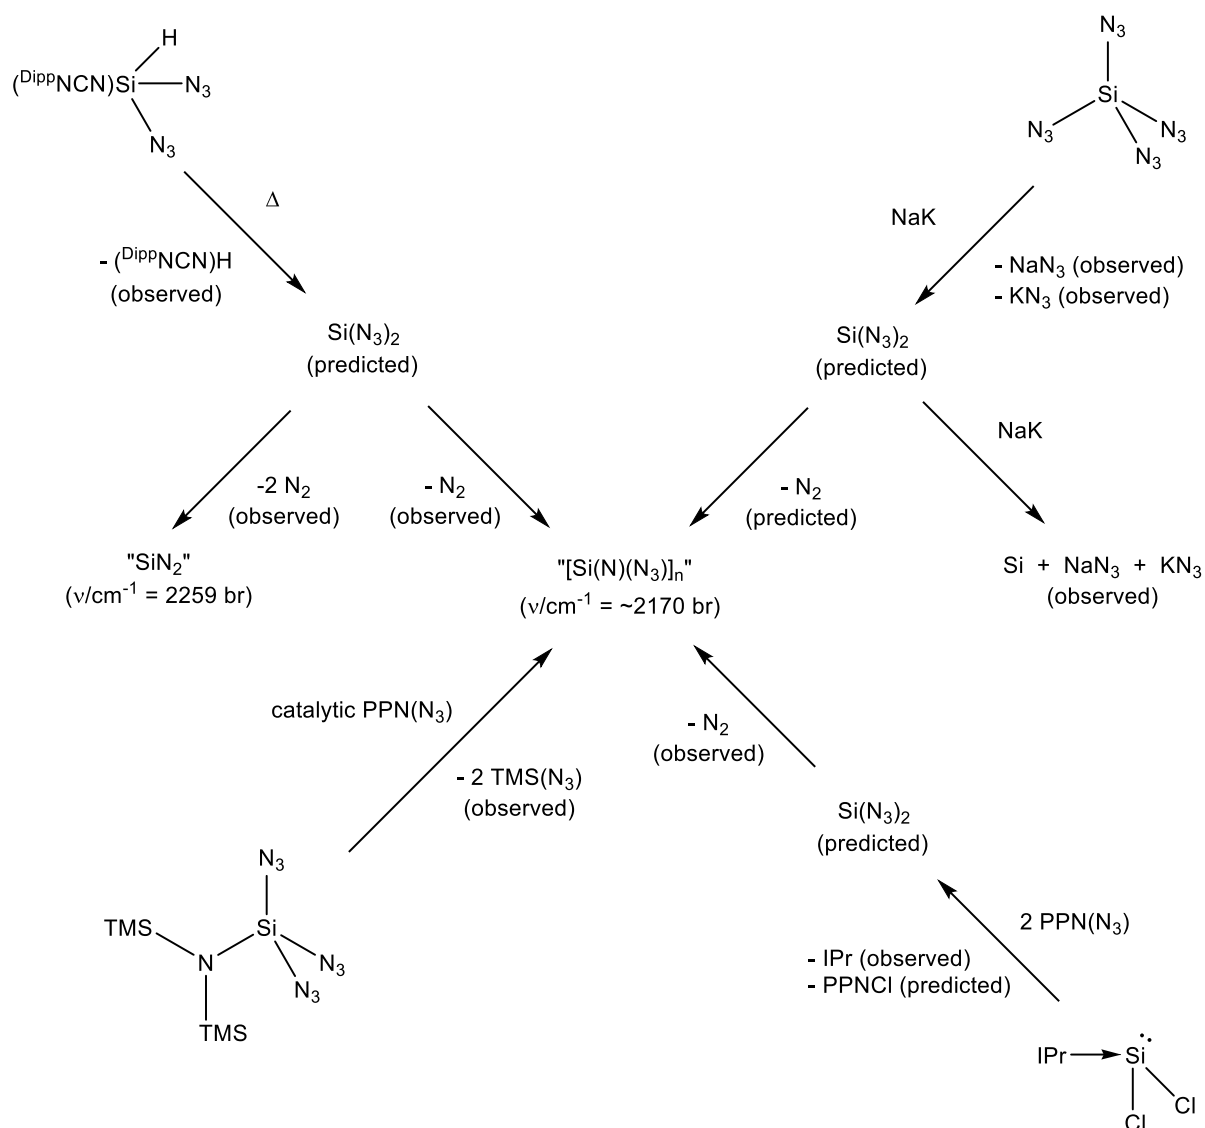 H
(ᴰⁱᵖᵖNCN)Si
N₃
N₃
Δ
- (ᴰⁱᵖᵖNCN)H
(observed)
Si(N₃)₂
(predicted)
-2 N₂
(observed)
- N₂
(observed)
"SiN₂"
(ν/cm⁻¹ = 2259 br)
N₃
Si
N₃
N₃
N₃
NaK
- NaN₃ (observed)
- KN₃ (observed)
Si(N₃)₂
(predicted)
NaK
- N₂
(predicted)
"[Si(N)(N₃)]ₙ"
(ν/cm⁻¹ = ~2170 br)
Si + NaN₃ + KN₃
(observed)
catalytic PPN(N₃)
- 2 TMS(N₃)
(observed)
N₃
TMS
Si
N
N₃
N₃
TMS
- N₂
(observed)
Si(N₃)₂
(predicted)
2 PPN(N₃)
- IPr (observed)
- PPNCl (predicted)
IPr
Si
Cl
Cl